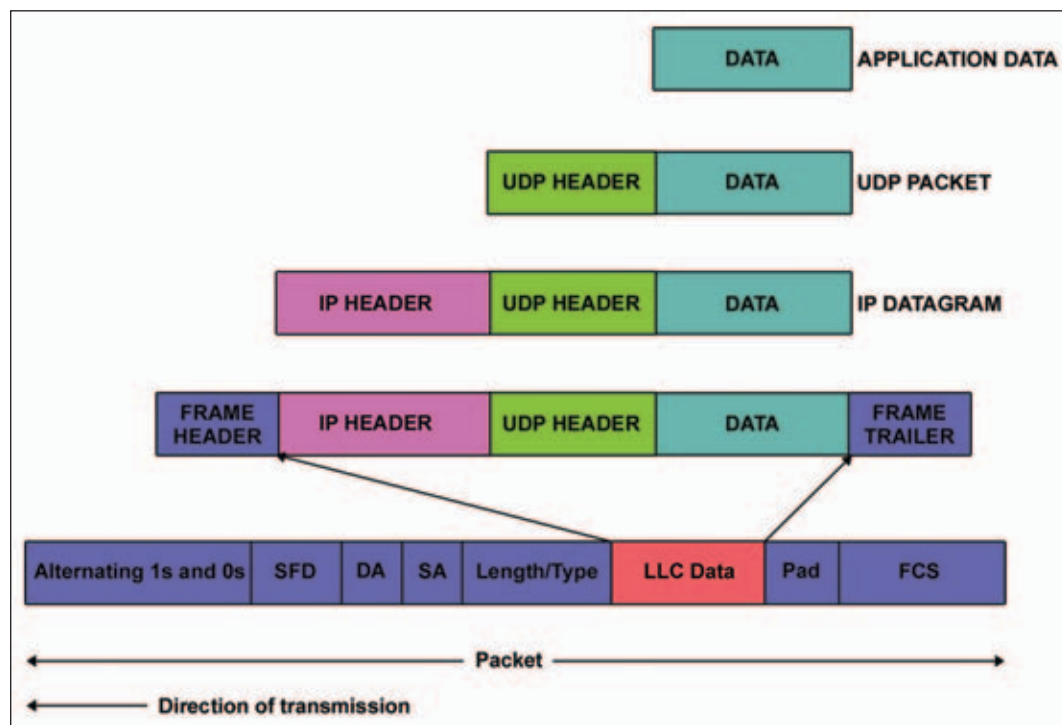 DATA APPLICATION DATA
UDP HEADER DATA UDP PACKET
IP HEADER UDP HEADER DATA IP DATAGRAM
FRAME HEADER IP HEADER UDP HEADER DATA FRAME TRAILER
Alternating 1s and 0s SFD DA SA Length/Type LLC Data Pad FCS
Packet
Direction of transmission